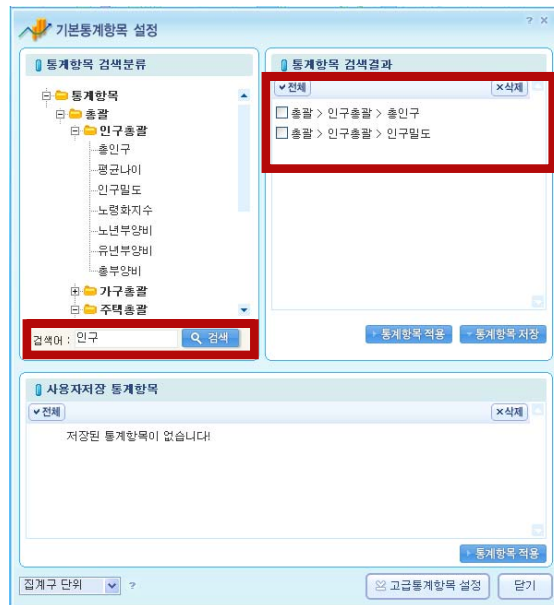 기본통계항목 설정
? X
통계항목 검색분류
통계항목
총괄
인구총괄
총인구
평균나이
인구밀도
노령화지수
노년부양비
유년부양비
총부양비
가구총괄
주택총괄
검색어 : 인구 검색
통계항목 검색결과
전체 ×삭제
총괄 > 인구총괄 > 총인구
총괄 > 인구총괄 > 인구밀도
통계항목 적용 통계항목 저장
사용자저장 통계항목
전체 ×삭제
저장된 통계항목이 없습니다!
통계항목 적용
집계구 단위 ? 고급통계항목 설정 닫기